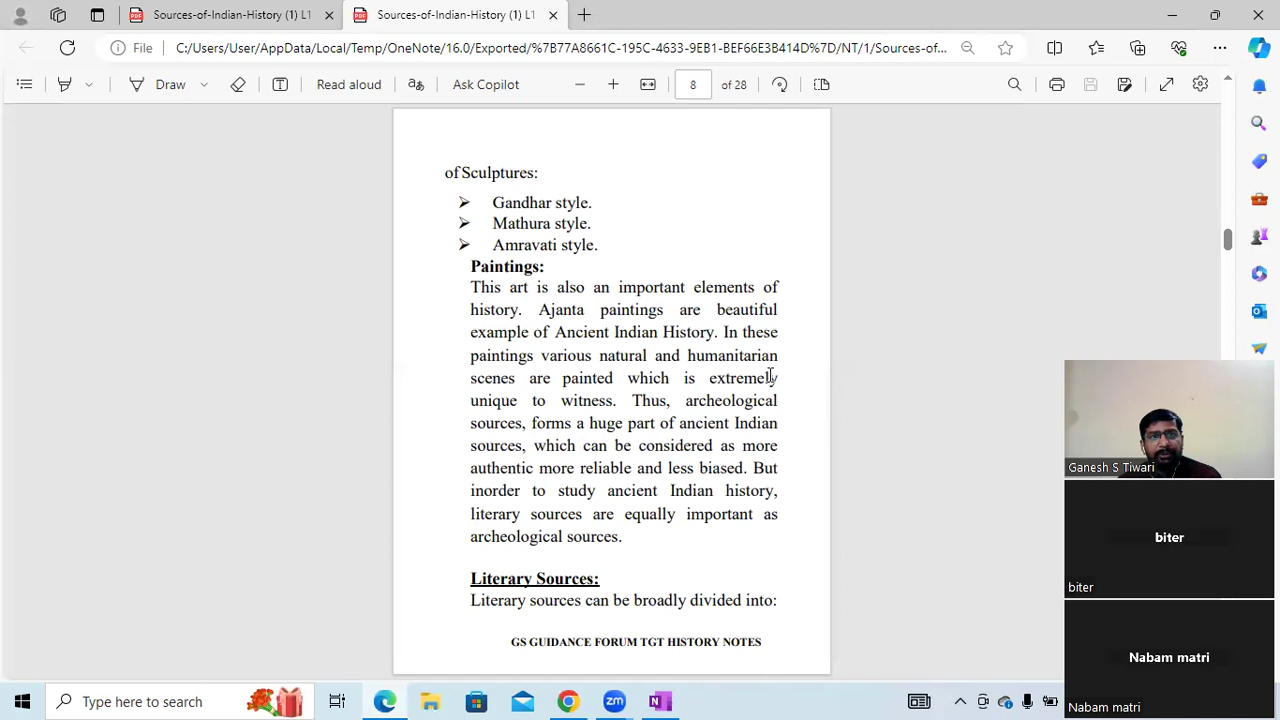 Sources-of-Indian-History (1) L1
Sources-of-Indian-History (1) L1
File
C:/Users/User/AppData/Local/Temp/OneNote/16.0/Exported/%7B77A8661C-195C-4633-9EB1-BEF66E3B414D%7D/NT/1/Sources-of...
Draw
Read aloud
Ask Copilot
8
of 28
of Sculptures:
➢ Gandhar style.
➢ Mathura style.
➢ Amravati style.
Paintings:
This art is also an important elements of
history. Ajanta paintings are beautiful
example of Ancient Indian History. In these
paintings various natural and humanitarian
scenes are painted which is extremely
unique to witness. Thus, archeological
sources, forms a huge part of ancient Indian
sources, which can be considered as more
authentic more reliable and less biased. But
inorder to study ancient Indian history,
literary sources are equally important as
archeological sources.
Literary Sources:
Literary sources can be broadly divided into:
GS GUIDANCE FORUM TGT HISTORY NOTES
Ganesh S Tiwari
biter
biter
Nabam matri
Nabam matri
Type here to search
zm